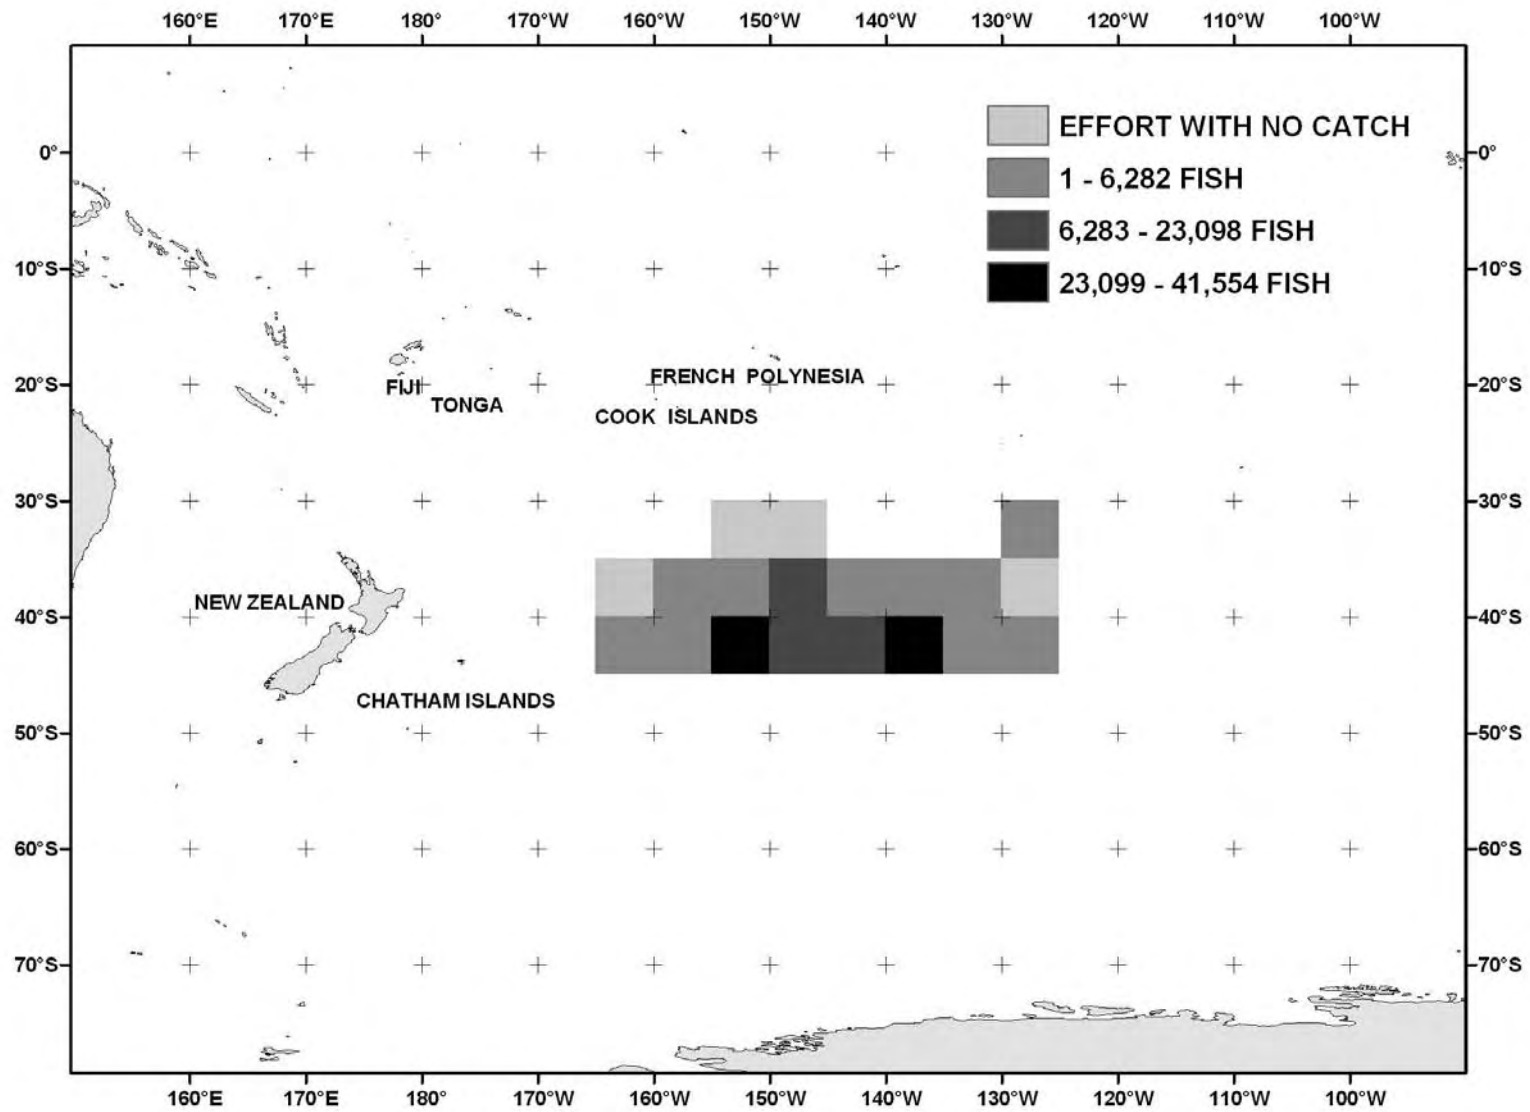 160°E 170°E 180° 170°W 160°W 150°W 140°W 130°W 120°W 110°W 100°W
EFFORT WITH NO CATCH
0° 0°
1 - 6,282 FISH
6,283 - 23,098 FISH
10°S 10°S
23,099 - 41,554 FISH
FRENCH POLYNESIA
20°S FIJI 20°S
TONGA
COOK ISLANDS
30°S 30°S
NEW ZEALAND
40°S 40°S
CHATHAM ISLANDS
50°S 50°S
60°S 60°S
70°S 70°S
160°E 170°E 180° 170°W 160°W 150°W 140°W 130°W 120°W 110°W 100°W